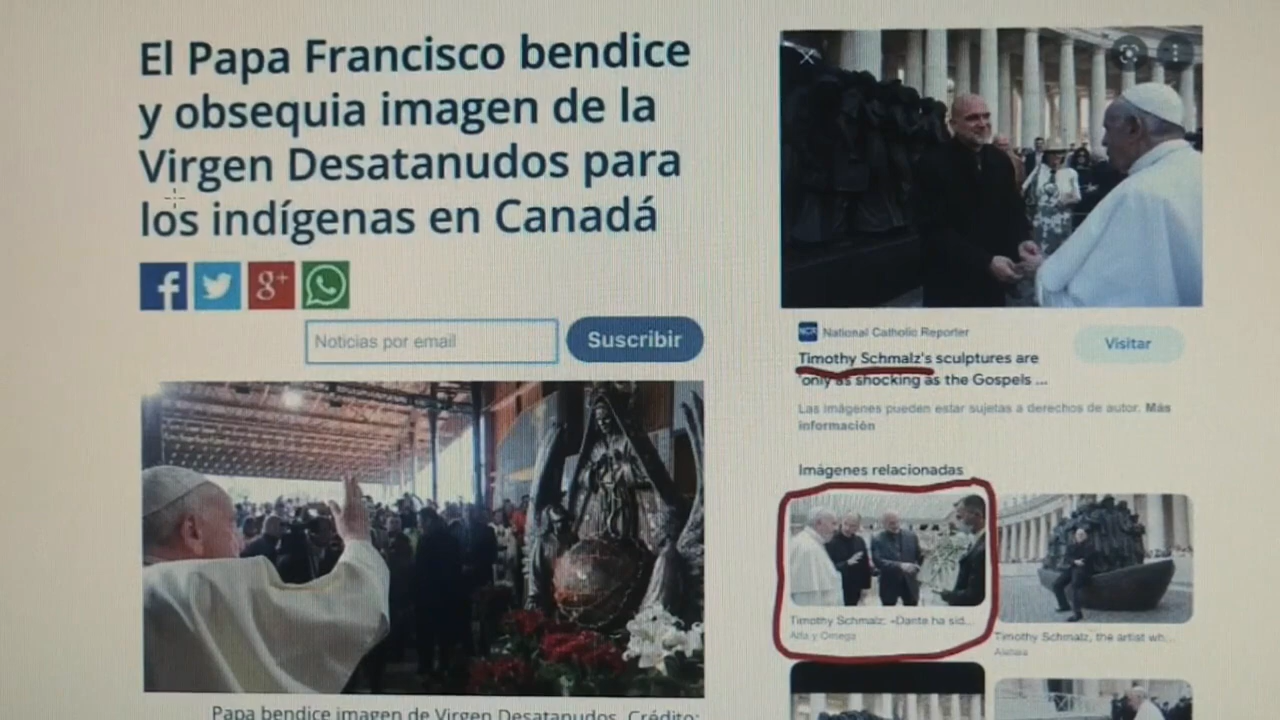 El Papa Francisco bendice
y obsequia imagen de la
Virgen Desatanudos para
los indígenas en Canadá
Noticias por email
Suscribir
Papa bendice imagen de Virgen Desatanudos. Crédito:
National Catholic Reporter
Visitar
Timothy Schmalz's sculptures are
'only as shocking as the Gospels ...
Las imágenes pueden estar sujetas a derechos de autor. Más
información
Imágenes relacionadas
Timothy Schmalz: «Dante ha sid...
Alfa y Omega
Timothy Schmalz, the artist wh...
Aleteia